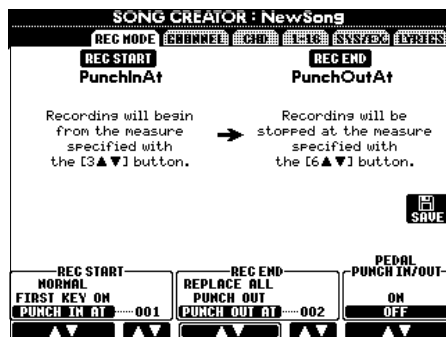 SONG CREATOR : NewSong
REC MODE CHANNEL CHD 1-16 SYS/EX. LYRICS
REC START REC END
PunchInAt PunchOutAt
Recording will begin
from the measure
specified with
the [3▲▼] button.
Recording will be
stopped at the measure
specified with
the [6▲▼] button.
SAVE
REC START
NORMAL
FIRST KEY ON
PUNCH IN AT 001
REC END
REPLACE ALL
PUNCH OUT
PUNCH OUT AT 002
PEDAL
PUNCH IN/OUT
ON
OFF